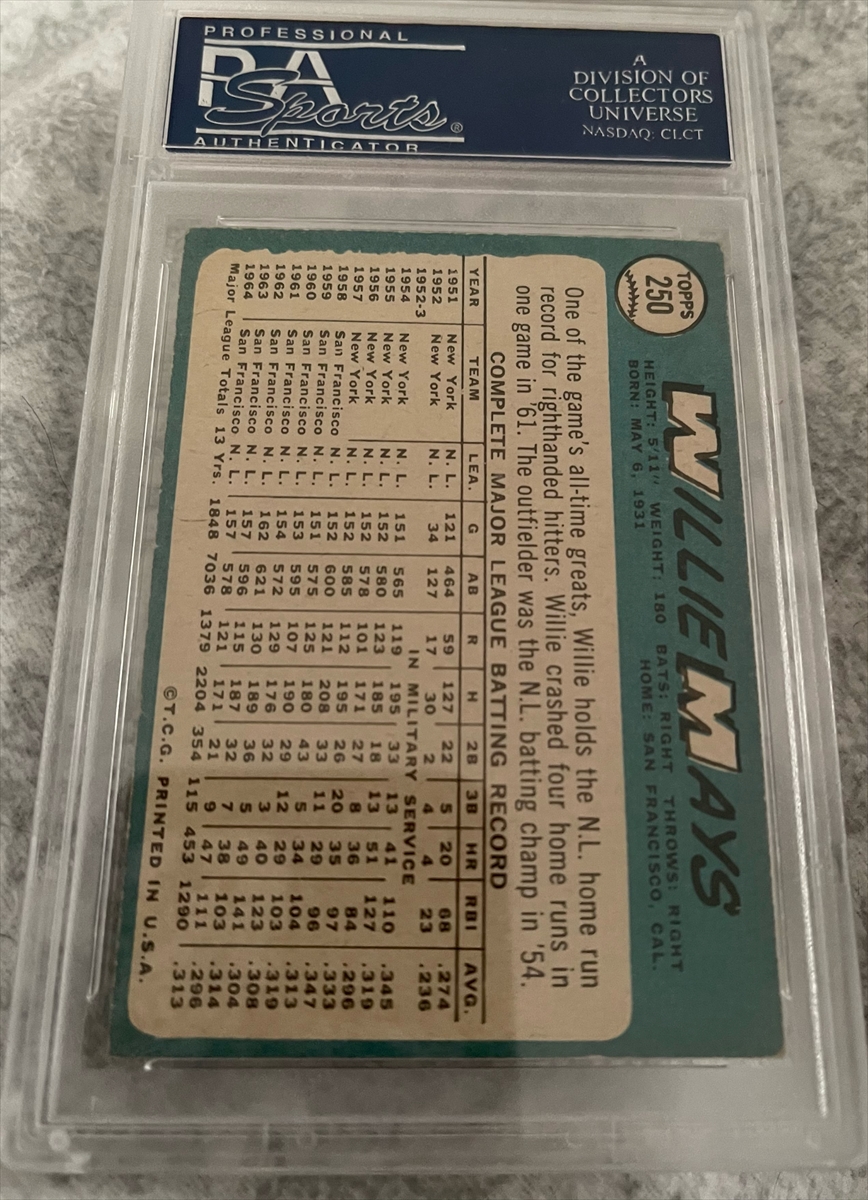 PROFESSIONAL
PSA
Sports®
AUTHENTICATOR
A
DIVISION OF
COLLECTORS
UNIVERSE
NASDAQ: CLCT
TOPPS
250
WILLIE MAYS
HEIGHT: 5'11" WEIGHT: 180 BATS: RIGHT THROWS: RIGHT
BORN: MAY 6, 1931 HOME: SAN FRANCISCO, CAL.
One of the game's all-time greats, Willie holds the N.L. home run
record for righthanded hitters. Willie crashed four home runs in
one game in '61. The outfielder was the N.L. batting champ in '54.
COMPLETE MAJOR LEAGUE BATTING RECORD
YEAR TEAM LEA. G AB R H 2B 3B HR RBI AVG.
1951 New York N. L. 121 464 59 127 22 5 20 68 .274
1952 New York N. L. 34 127 17 30 2 4 4 23 .236
1952-3 IN MILITARY SERVICE
1954 New York N. L. 151 565 119 195 33 13 41 110 .345
1955 New York N. L. 152 580 123 185 18 13 51 127 .319
1956 New York N. L. 152 578 101 171 27 8 36 84 .296
1957 New York N. L. 152 585 112 195 26 20 35 97 .333
1958 San Francisco N. L. 152 600 121 208 33 11 29 96 .347
1959 San Francisco N. L. 151 575 125 180 43 5 34 104 .313
1960 San Francisco N. L. 153 595 107 190 29 12 29 103 .319
1961 San Francisco N. L. 154 572 129 176 32 3 40 123 .308
1962 San Francisco N. L. 162 621 130 189 36 5 49 141 .304
1963 San Francisco N. L. 157 596 115 187 32 7 38 103 .314
1964 San Francisco N. L. 157 578 121 171 21 9 47 111 .296
Major League Totals 13 Yrs. 1848 7036 1379 2204 354 115 453 1290 .313
©T.C.G. PRINTED IN U.S.A.